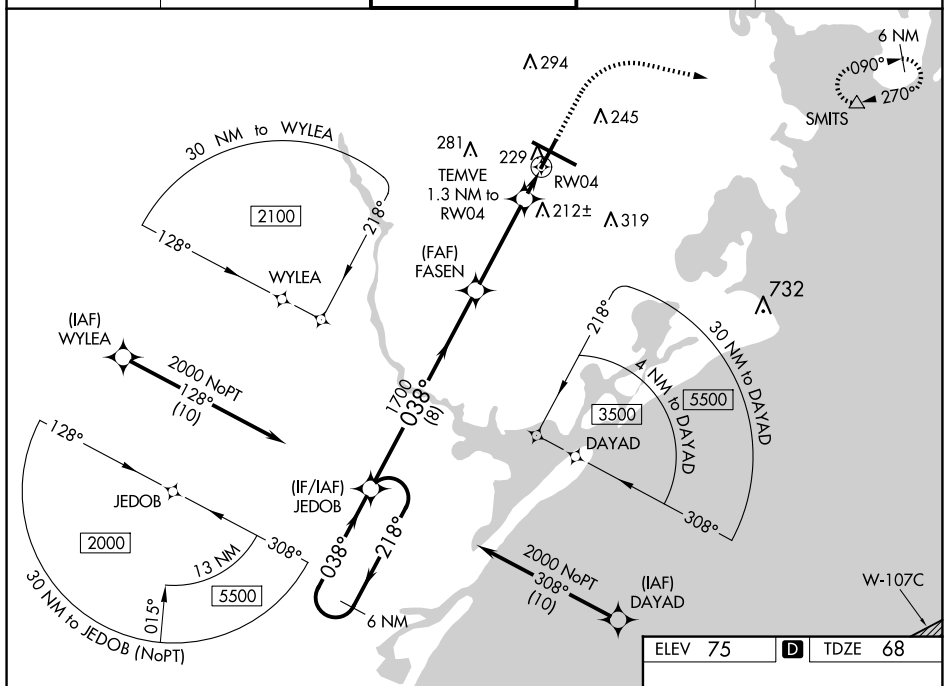 294
6 NM
090°
270°
SMITS
245
281
229
TEMVE
1.3 NM to
RW04
RW04
212±
319
30 NM to WYLEA
2100
218°
128°
WYLEA
(FAF)
FASEN
732
(IAF)
WYLEA
2000 NoPT
128°
(10)
1700
038°
(8)
218°
30 NM to DAYAD
4 NM to DAYAD
5500
3500
DAYAD
308°
128°
JEDOB
308°
2000
13 NM
5500
015°
30 NM to JEDOB (NoPT)
(IF/IAF)
JEDOB
038°
218°
6 NM
2000 NoPT
308°
(10)
(IAF)
DAYAD
W-107C
ELEV 75 D TDZE 68